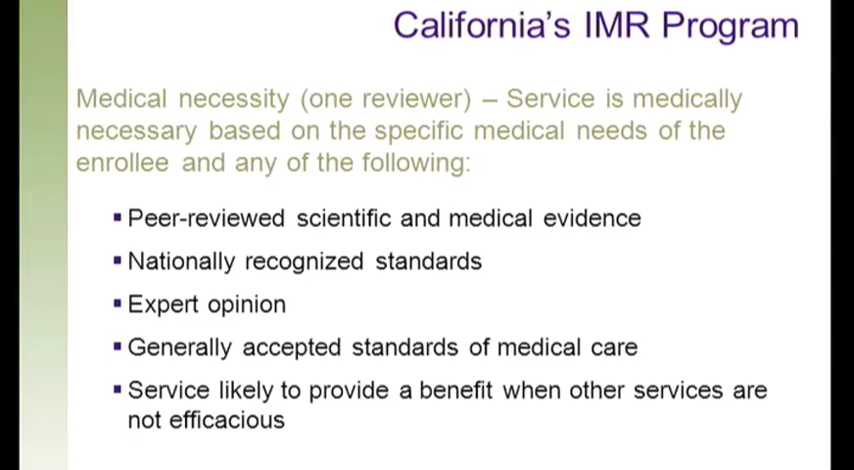 California's IMR Program
Medical necessity (one reviewer) – Service is medically
necessary based on the specific medical needs of the
enrollee and any of the following:
▪ Peer-reviewed scientific and medical evidence
▪ Nationally recognized standards
▪ Expert opinion
▪ Generally accepted standards of medical care
▪ Service likely to provide a benefit when other services are
not efficacious